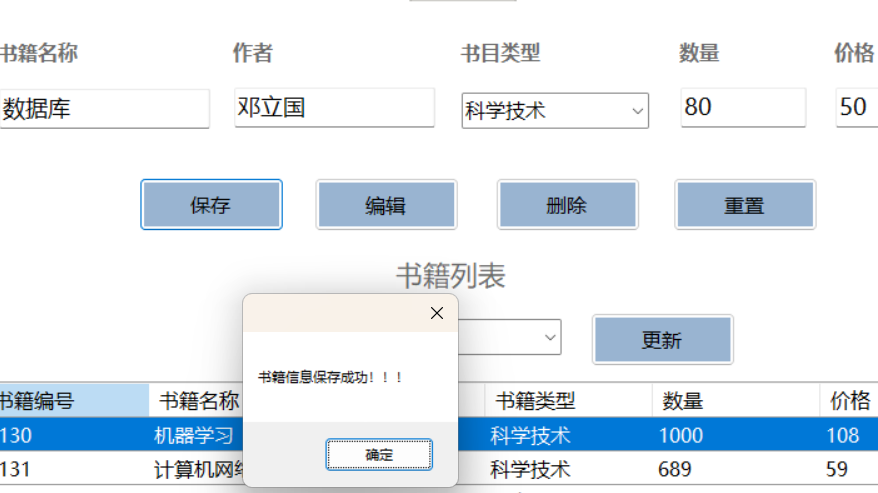 书籍名称 作者 书目类型 数量 价格
数据库 邓立国 科学技术 80 50
保存 编辑 删除 重置
书籍列表
更新
书籍信息保存成功！！！
确定
书籍编号 书籍名称 书籍类型 数量 价格
130 机器学习 科学技术 1000 108
131 计算机网络 科学技术 689 59